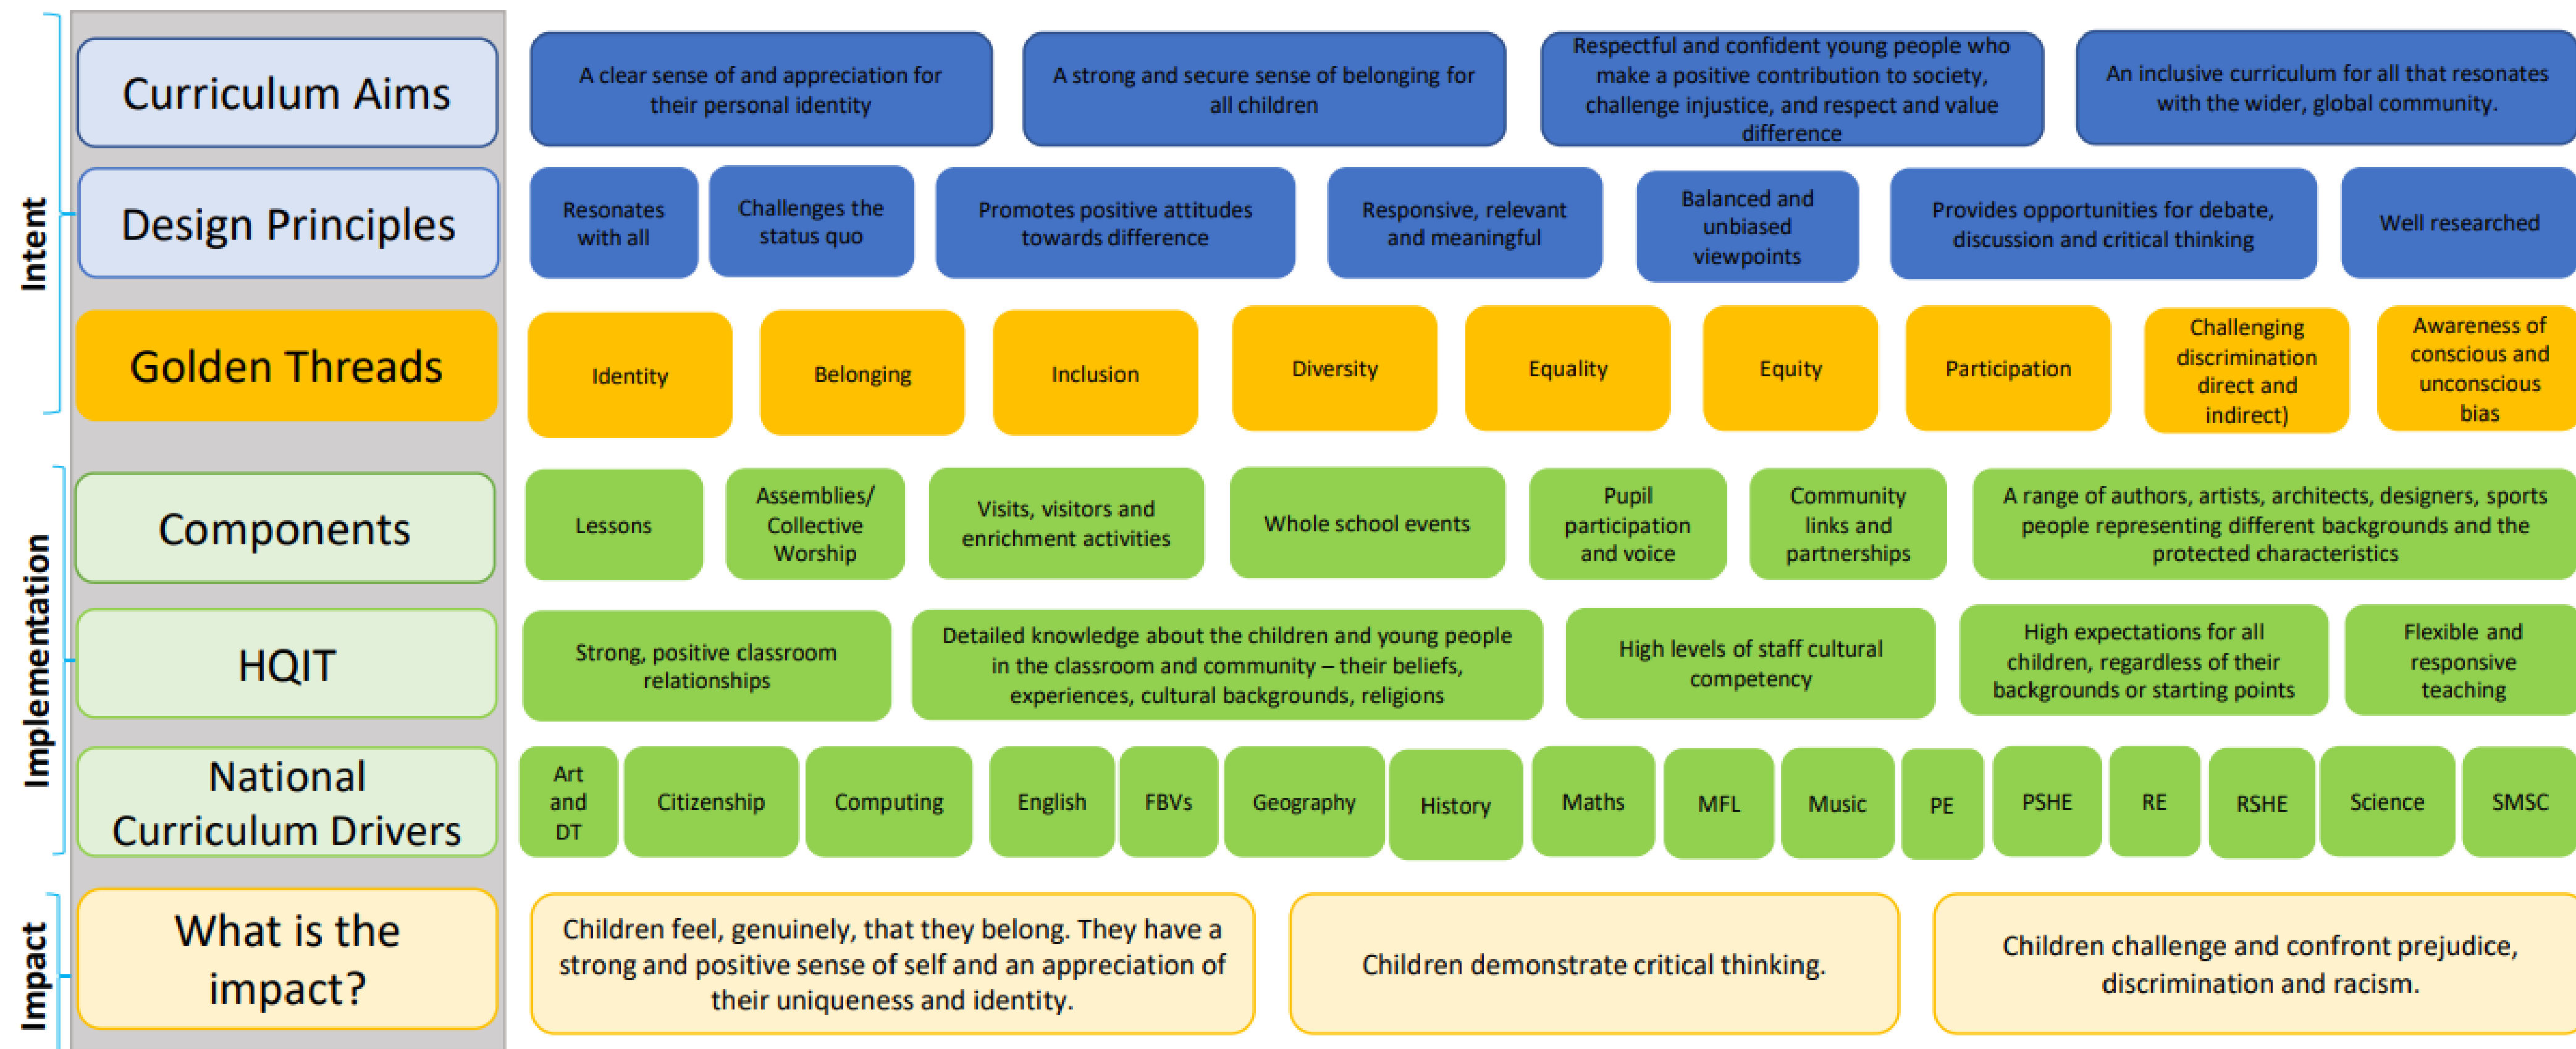 Intent
Curriculum Aims
A clear sense of and appreciation for
their personal identity
A strong and secure sense of belonging for
all children
Respectful and confident young people who
make a positive contribution to society,
challenge injustice, and respect and value
difference
An inclusive curriculum for all that resonates
with the wider, global community.
Design Principles
Resonates
with all
Challenges the
status quo
Promotes positive attitudes
towards difference
Responsive, relevant
and meaningful
Balanced and
unbiased
viewpoints
Provides opportunities for debate,
discussion and critical thinking
Well researched
Golden Threads
Identity
Belonging
Inclusion
Diversity
Equality
Equity
Participation
Challenging
discrimination
direct and
indirect)
Awareness of
conscious and
unconscious
bias
Implementation
Components
Lessons
Assemblies/
Collective
Worship
Visits, visitors and
enrichment activities
Whole school events
Pupil
participation
and voice
Community
links and
partnerships
A range of authors, artists, architects, designers, sports
people representing different backgrounds and the
protected characteristics
HQIT
Strong, positive classroom
relationships
Detailed knowledge about the children and young people
in the classroom and community – their beliefs,
experiences, cultural backgrounds, religions
High levels of staff cultural
competency
High expectations for all
children, regardless of their
backgrounds or starting points
Flexible and
responsive
teaching
National
Curriculum Drivers
Art
and
DT
Citizenship
Computing
English
FBVs
Geography
History
Maths
MFL
Music
PE
PSHE
RE
RSHE
Science
SMSC
Impact
What is the
impact?
Children feel, genuinely, that they belong. They have a
strong and positive sense of self and an appreciation of
their uniqueness and identity.
Children demonstrate critical thinking.
Children challenge and confront prejudice,
discrimination and racism.